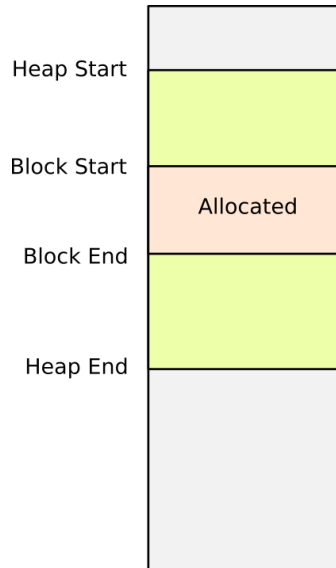 Heap Start
Block Start
Allocated
Block End
Heap End